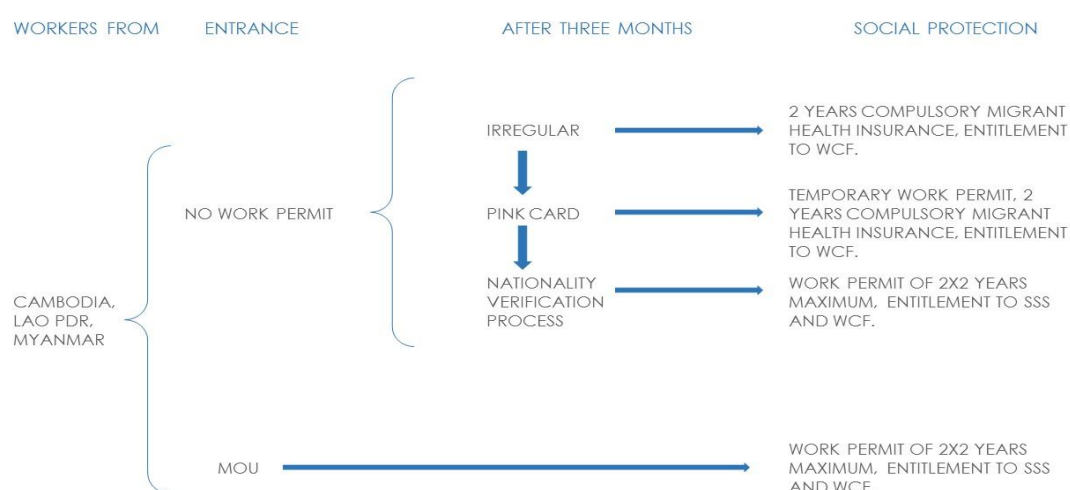 WORKERS FROM ENTRANCE AFTER THREE MONTHS SOCIAL PROTECTION
2 YEARS COMPULSORY MIGRANT
HEALTH INSURANCE, ENTITLEMENT
TO WCF.
IRREGULAR
NO WORK PERMIT
PINK CARD
TEMPORARY WORK PERMIT, 2
YEARS COMPULSORY MIGRANT
HEALTH INSURANCE, ENTITLEMENT
TO WCF.
NATIONALITY
VERIFICATION
PROCESS
WORK PERMIT OF 2X2 YEARS
MAXIMUM, ENTITLEMENT TO SSS
AND WCF.
CAMBODIA,
LAO PDR,
MYANMAR
MOU
WORK PERMIT OF 2X2 YEARS
MAXIMUM, ENTITLEMENT TO SSS
AND WCF